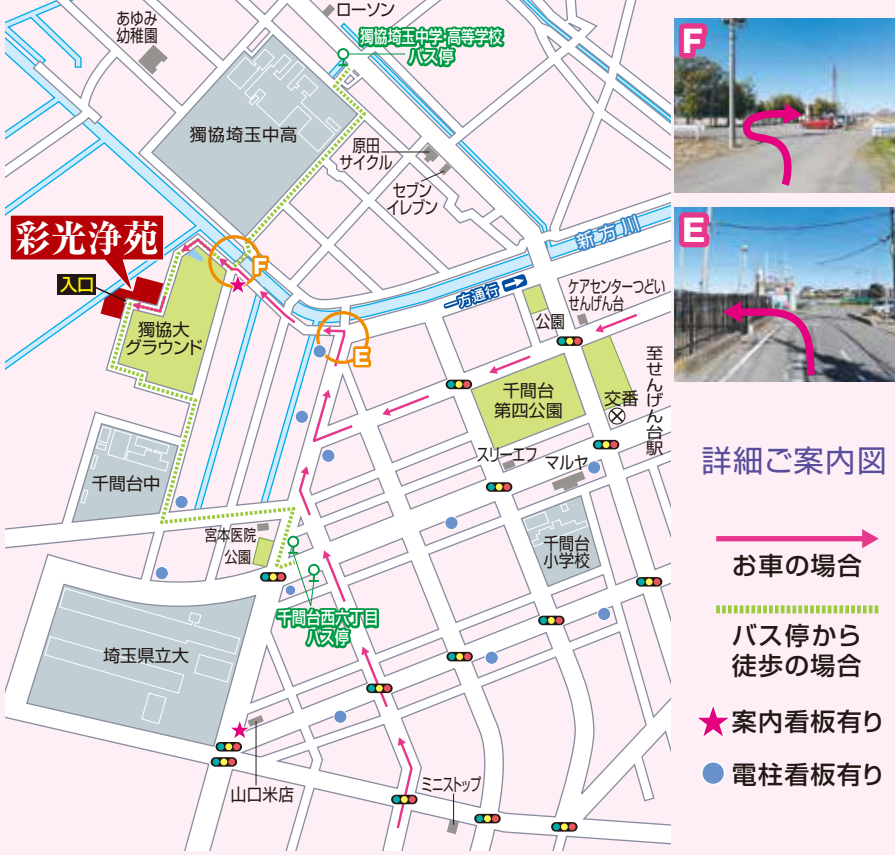 あゆみ
幼稚園
ローソン
獨協埼玉中学・高等学校
バス停
獨協埼玉中高
原田
サイクル
セブン
イレブン
彩光浄苑
入口
F
新方川
一方通行
ケアセンターつどい
せんげん台
公園
獨協大
グラウンド
E
至せんげん台駅
千間台
第四公園
交番
スリーエフ
マルヤ
千間台中
宮本医院
公園
千間台
小学校
千間台西六丁目
バス停
埼玉県立大
山口米店
ミニストップ
F
E
詳細ご案内図
お車の場合
バス停から
徒歩の場合
案内看板有り
電柱看板有り